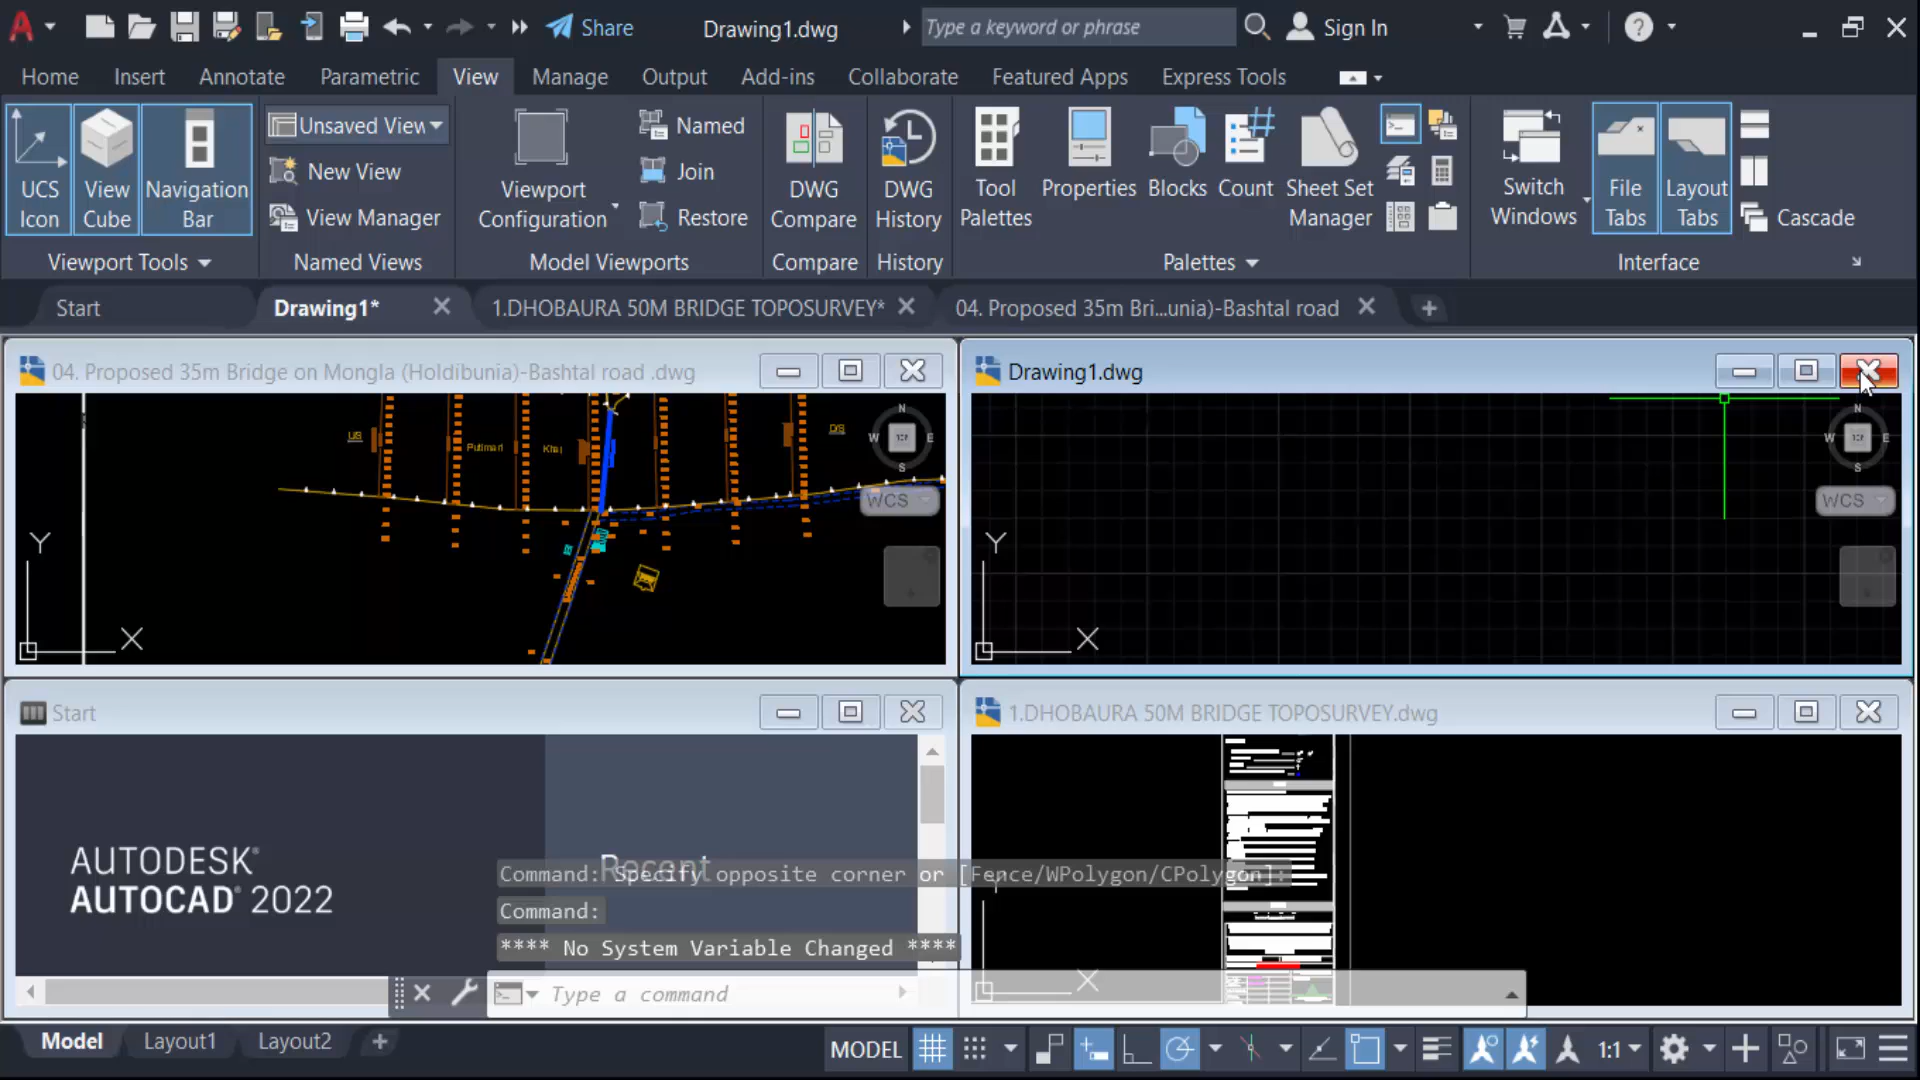 Share
Drawing1.dwg
Type a keyword or phrase
Sign In
Home Insert Annotate Parametric View Manage Output Add-ins Collaborate Featured Apps Express Tools
UCS Icon
View Cube
Navigation Bar
Unsaved View
New View
View Manager
Viewport Configuration
Named
Join
Restore
DWG Compare
DWG History
Tool Palettes
Properties
Blocks
Count
Sheet Set Manager
Switch Windows
File Tabs
Layout Tabs
Cascade
Viewport Tools Named Views Model Viewports Compare History Palettes Interface
Start Drawing1* 1.DHOBAURA 50M BRIDGE TOPOSURVEY* 04. Proposed 35m Bri...unia)-Bashtal road
04. Proposed 35m Bridge on Mongla (Holdibunia)-Bashtal road .dwg
U/S Putimari Khal D/S
N
W E
S
WCS
Y
X
Drawing1.dwg
N
W E
S
WCS
Y
X
Start
AUTODESK®
AUTOCAD® 2022
Recent
1.DHOBAURA 50M BRIDGE TOPOSURVEY.dwg
X
Command: Specify opposite corner or [Fence/WPolygon/CPolygon]:
Command:
**** No System Variable Changed ****
Type a command
Model Layout1 Layout2
MODEL 1:1